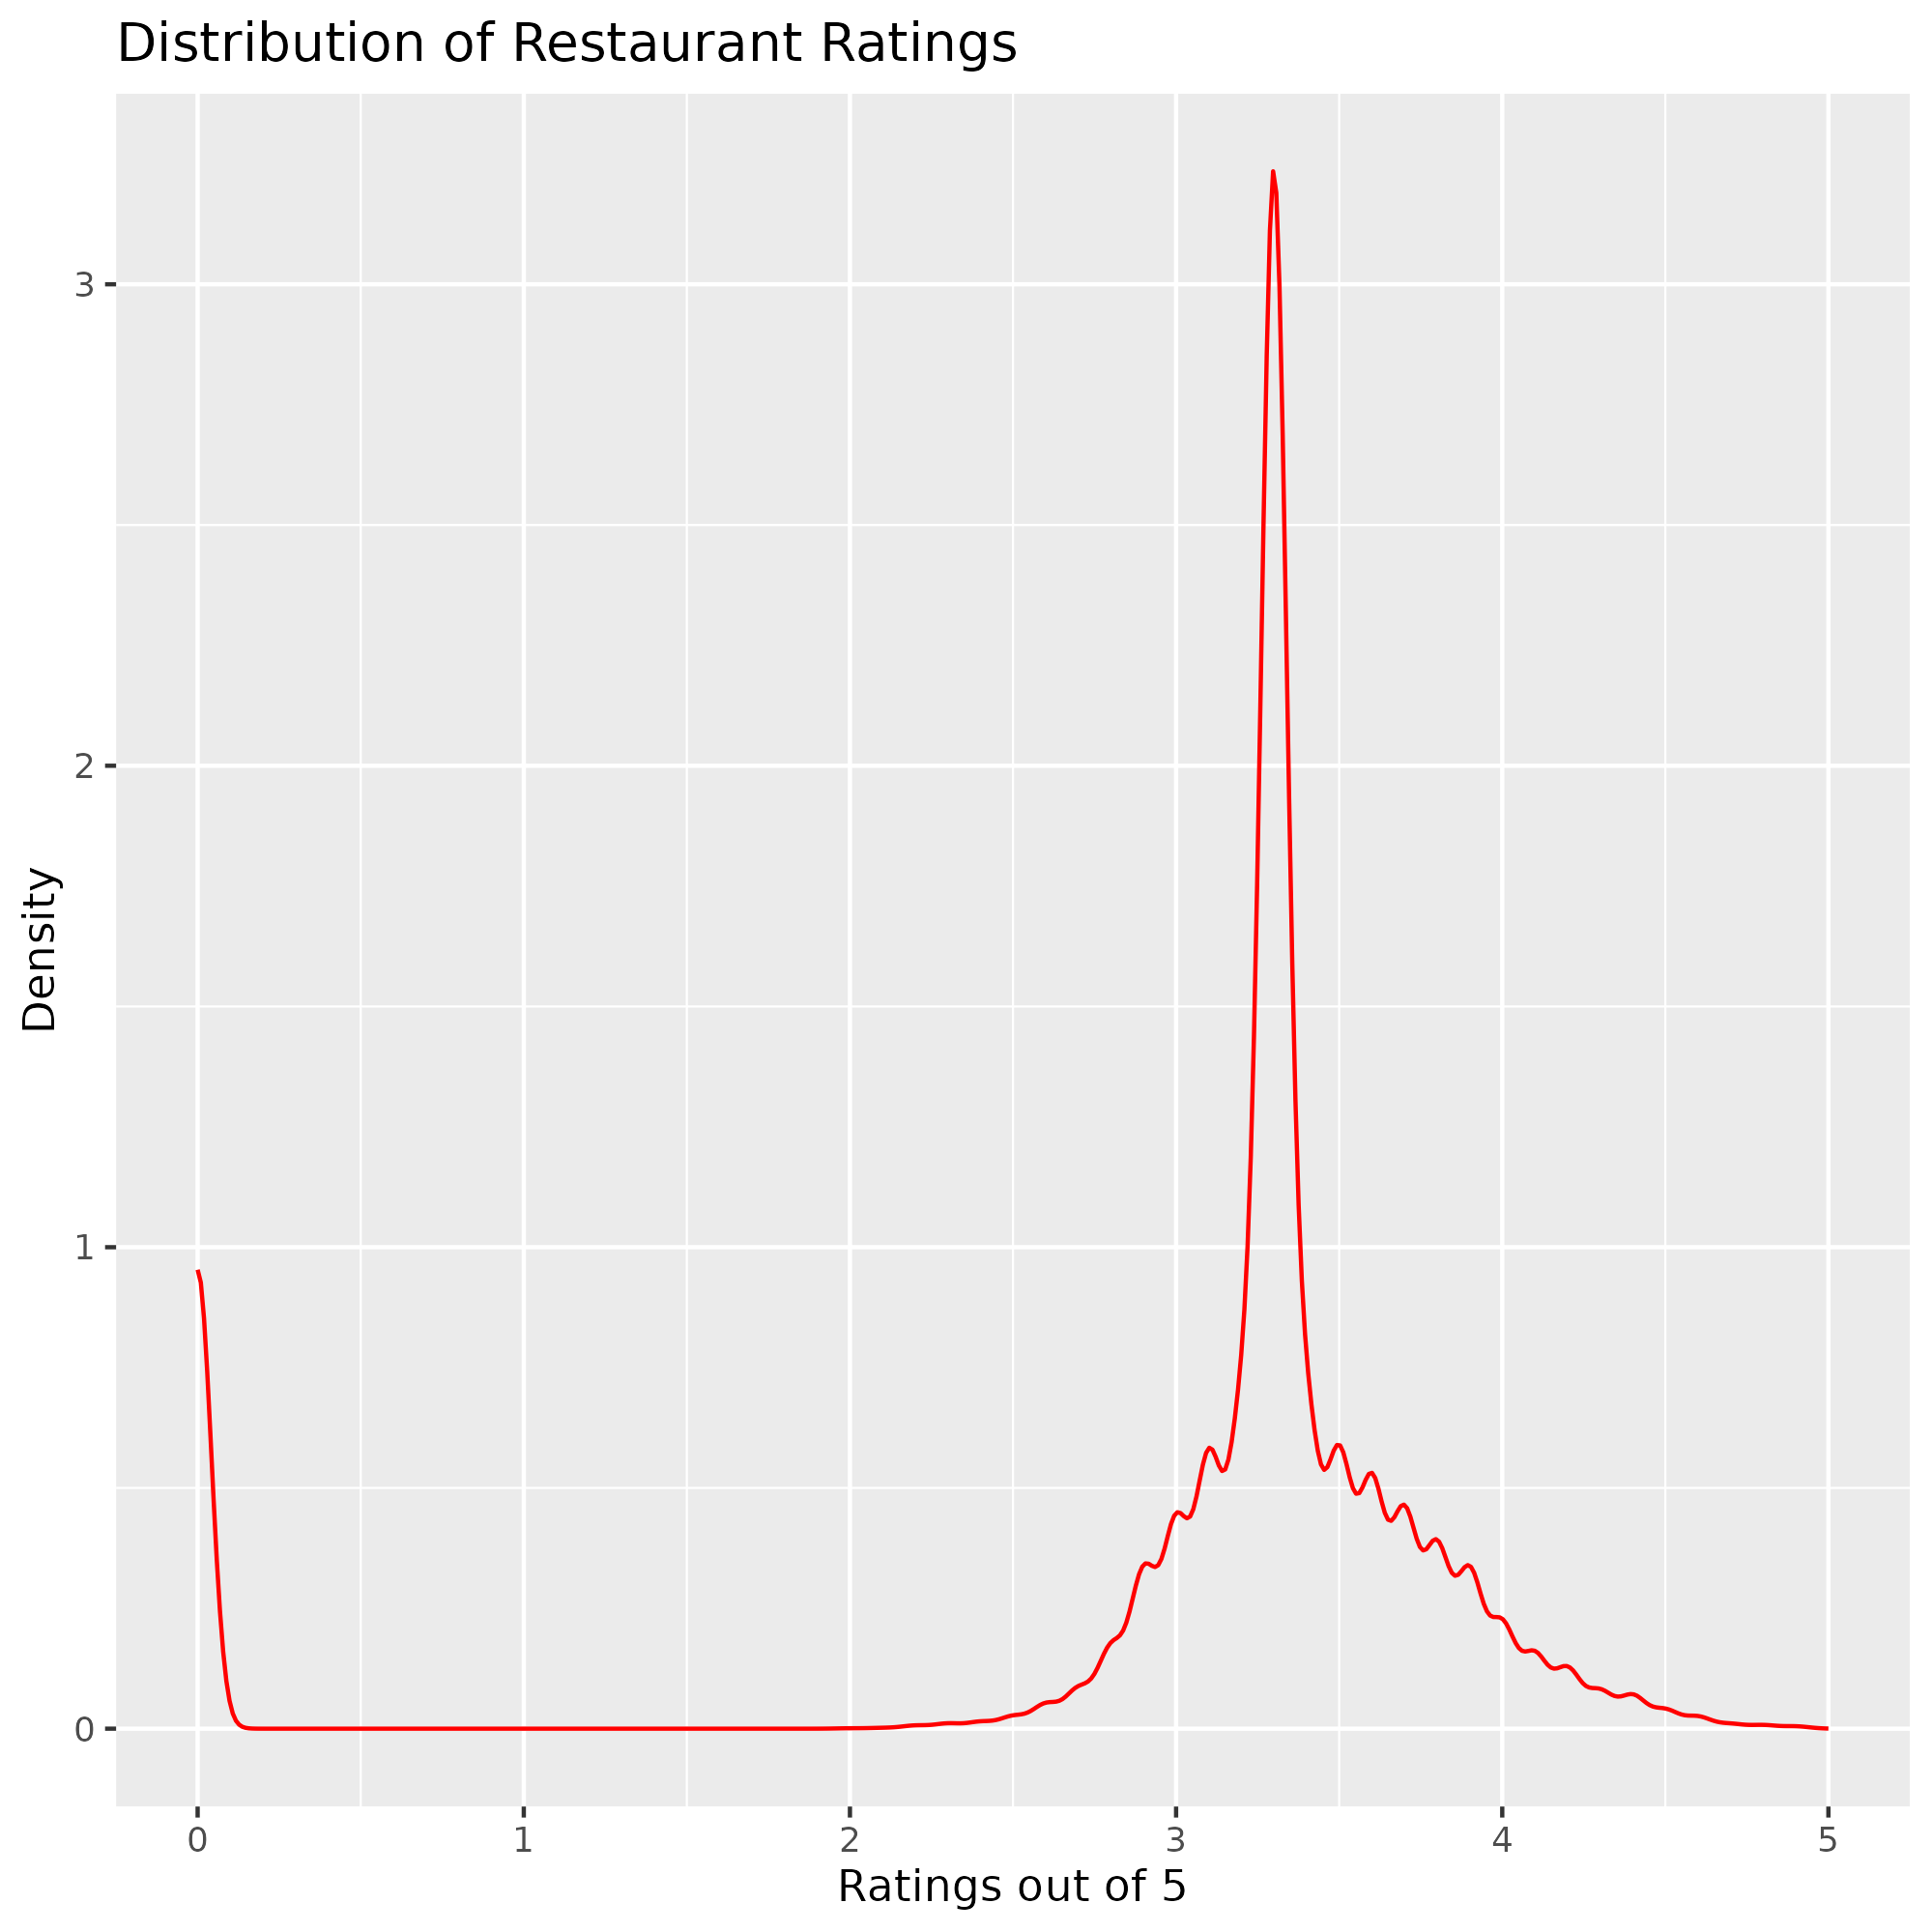 Distribution of Restaurant Ratings
3
2
1
0
Density
0 1 2 3 4 5
Ratings out of 5